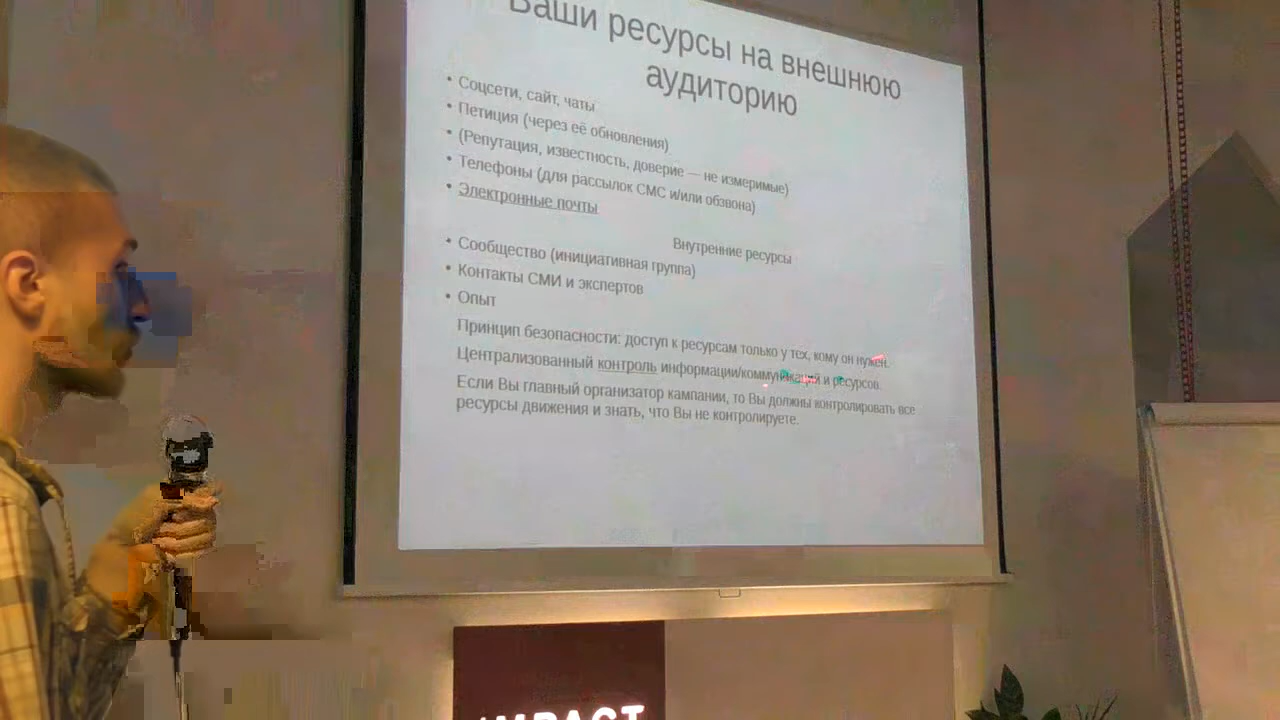 Ваши ресурсы на внешнюю
аудиторию
• Соцсети, сайт, чаты
• Петиция (через её обновления)
• (Репутация, известность, доверие — не измеримые)
• Телефоны (для рассылок СМС и/или обзвона)
• Электронные почты
Внутренние ресурсы
• Сообщество (инициативная группа)
• Контакты СМИ и экспертов
• Опыт
Принцип безопасности: доступ к ресурсам только у тех, кому он нужен.
Централизованный контроль информации/коммуникаций и ресурсов.
Если Вы главный организатор кампании, то Вы должны контролировать все
ресурсы движения и знать, что Вы не контролируете.
IMPACT